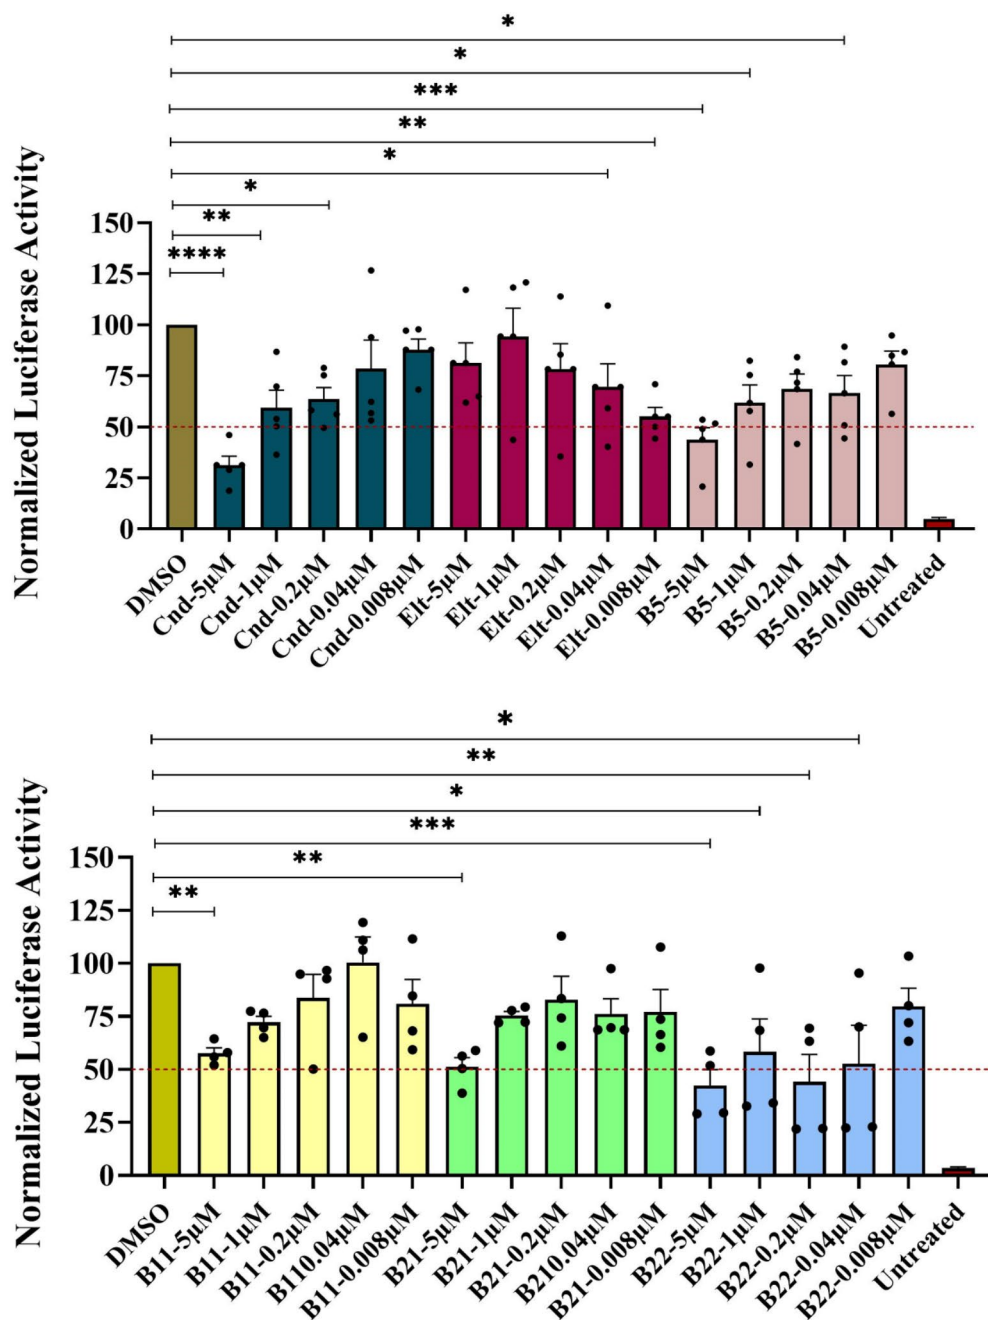 *
*
***
**
*
*
**
****
Normalized Luciferase Activity
150
125
100
75
50
25
0
DMSO
Cnd-5µM
Cnd-1µM
Cnd-0.2µM
Cnd-0.04µM
Cnd-0.008µM
Elt-5µM
Elt-1µM
Elt-0.2µM
Elt-0.04µM
Elt-0.008µM
B5-5µM
B5-1µM
B5-0.2µM
B5-0.04µM
B5-0.008µM
Untreated
*
**
*
***
**
**
Normalized Luciferase Activity
150
125
100
75
50
25
0
DMSO
B11-5µM
B11-1µM
B11-0.2µM
B110.04µM
B11-0.008µM
B21-5µM
B21-1µM
B21-0.2µM
B210.04µM
B21-0.008µM
B22-5µM
B22-1µM
B22-0.2µM
B22-0.04µM
B22-0.008µM
Untreated